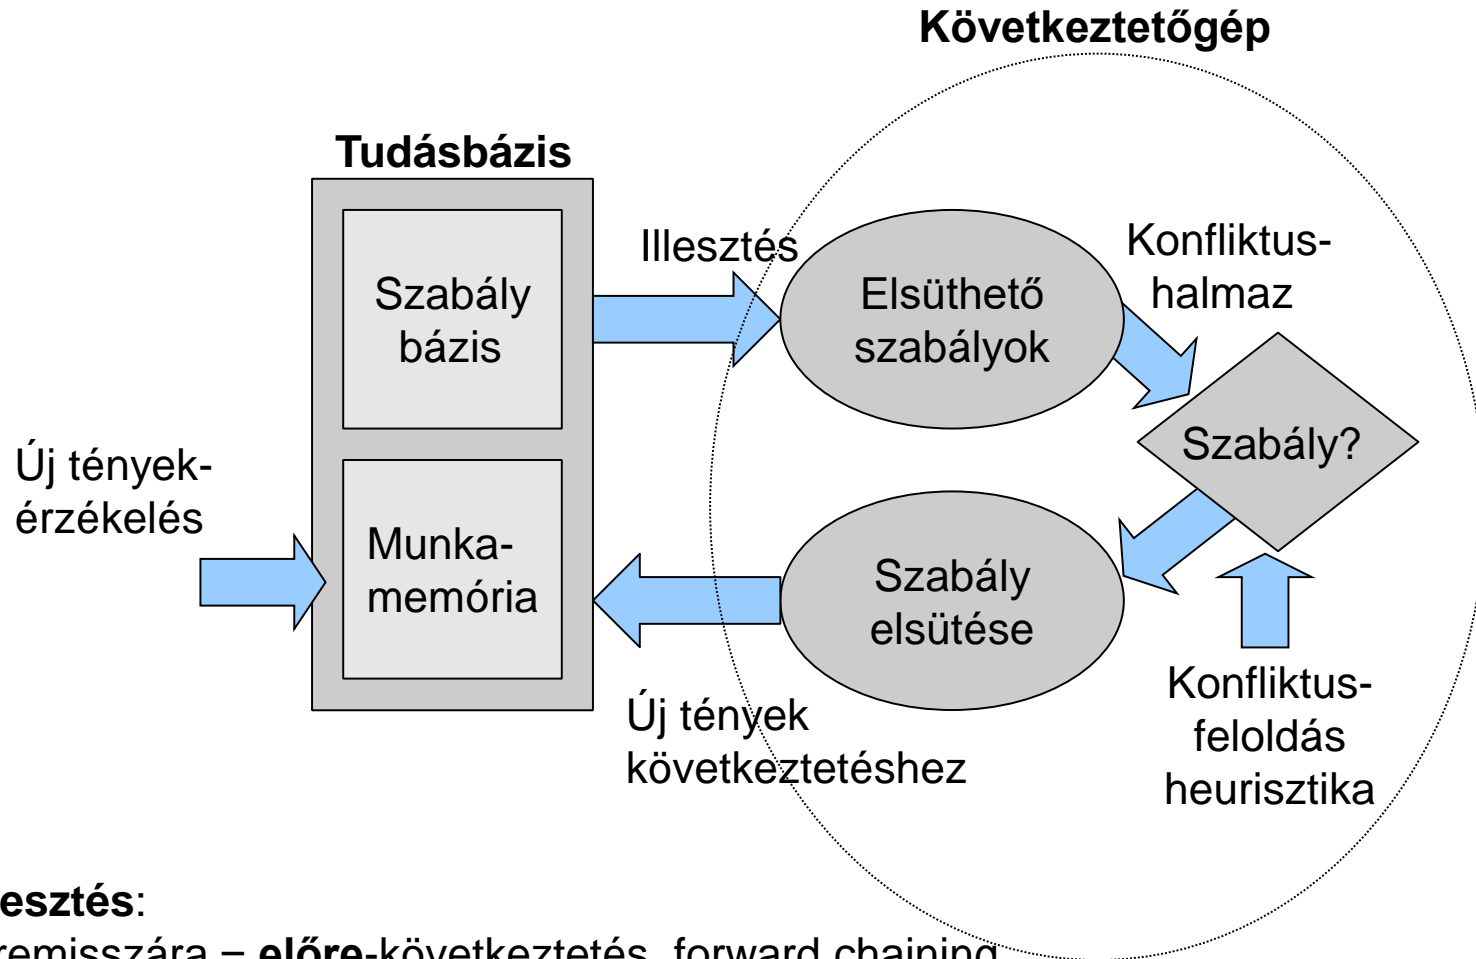 Következtetőgép
Tudásbázis
Szabály
bázis
Illesztés
Elsüthető
szabályok
Konfliktus-
halmaz
Szabály?
Új tények-
érzékelés
Munka-
memória
Szabály
elsütése
Új tények
következtetéshez
Konfliktus-
feloldás
heurisztika
esztés:
remisszára = előre-következtetés, forward chaining